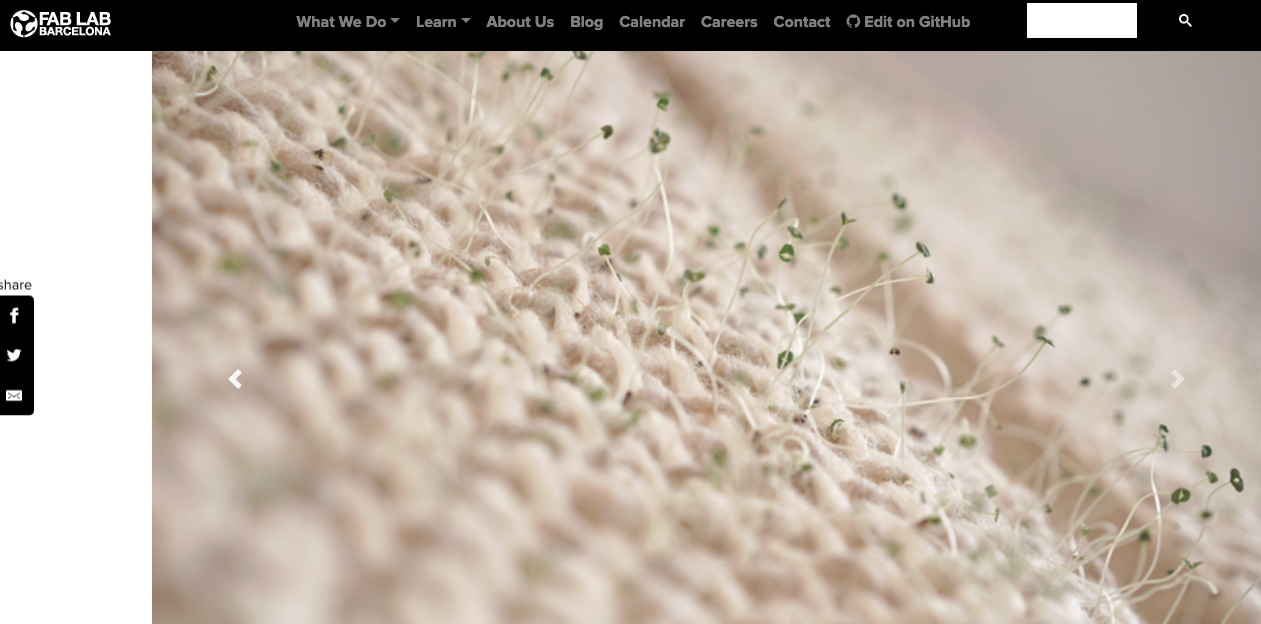 FAB LAB
BARCELONA
What We Do Learn About Us Blog Calendar Careers Contact Edit on GitHub
share